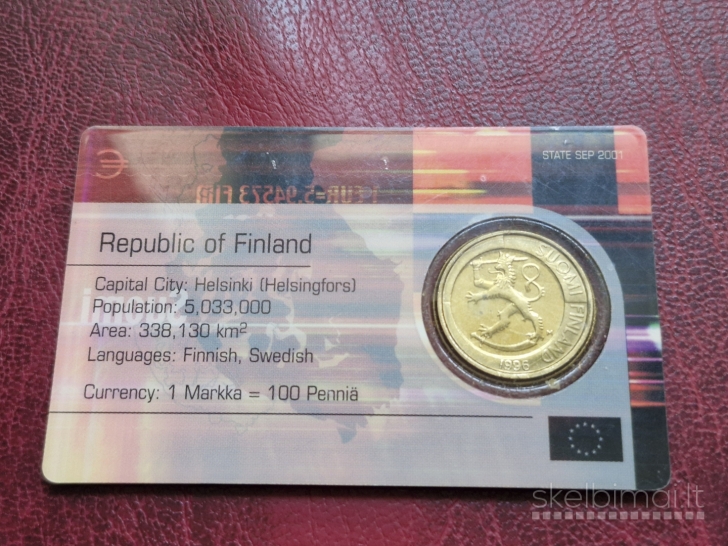 STATE SEP 2001
€ 1 EUR=5,94573 FIM
Republic of Finland
Capital City: Helsinki (Helsingfors)
Population: 5,033,000
Area: 338,130 km²
Languages: Finnish, Swedish
Currency: 1 Markka = 100 Penniä
SUOMI FINLAND
1996
skelbimai.lt